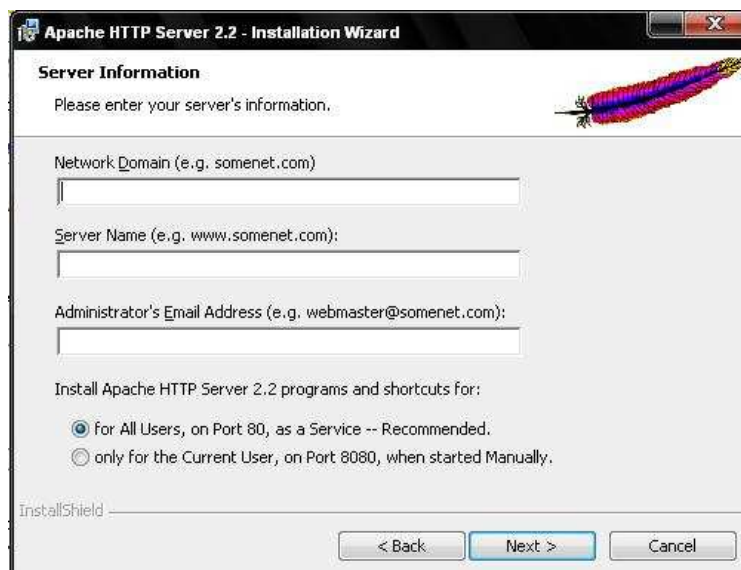 Apache HTTP Server 2.2 - Installation Wizard
Server Information
Please enter your server's information.
Network Domain (e.g. somenet.com)
Server Name (e.g. www.somenet.com):
Administrator's Email Address (e.g. webmaster@somenet.com):
Install Apache HTTP Server 2.2 programs and shortcuts for:
for All Users, on Port 80, as a Service -- Recommended.
only for the Current User, on Port 8080, when started Manually.
InstallShield
< Back Next > Cancel